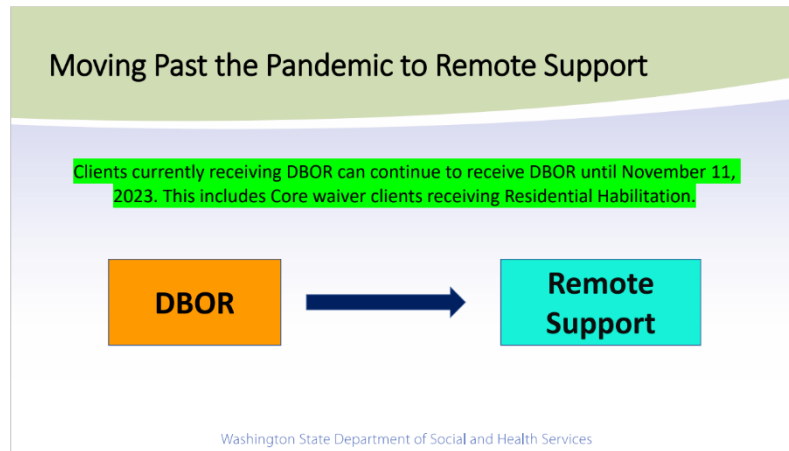 Moving Past the Pandemic to Remote Support
Clients currently receiving DBOR can continue to receive DBOR until November 11,
2023. This includes Core waiver clients receiving Residential Habilitation.
DBOR
Remote
Support
Washington State Department of Social and Health Services